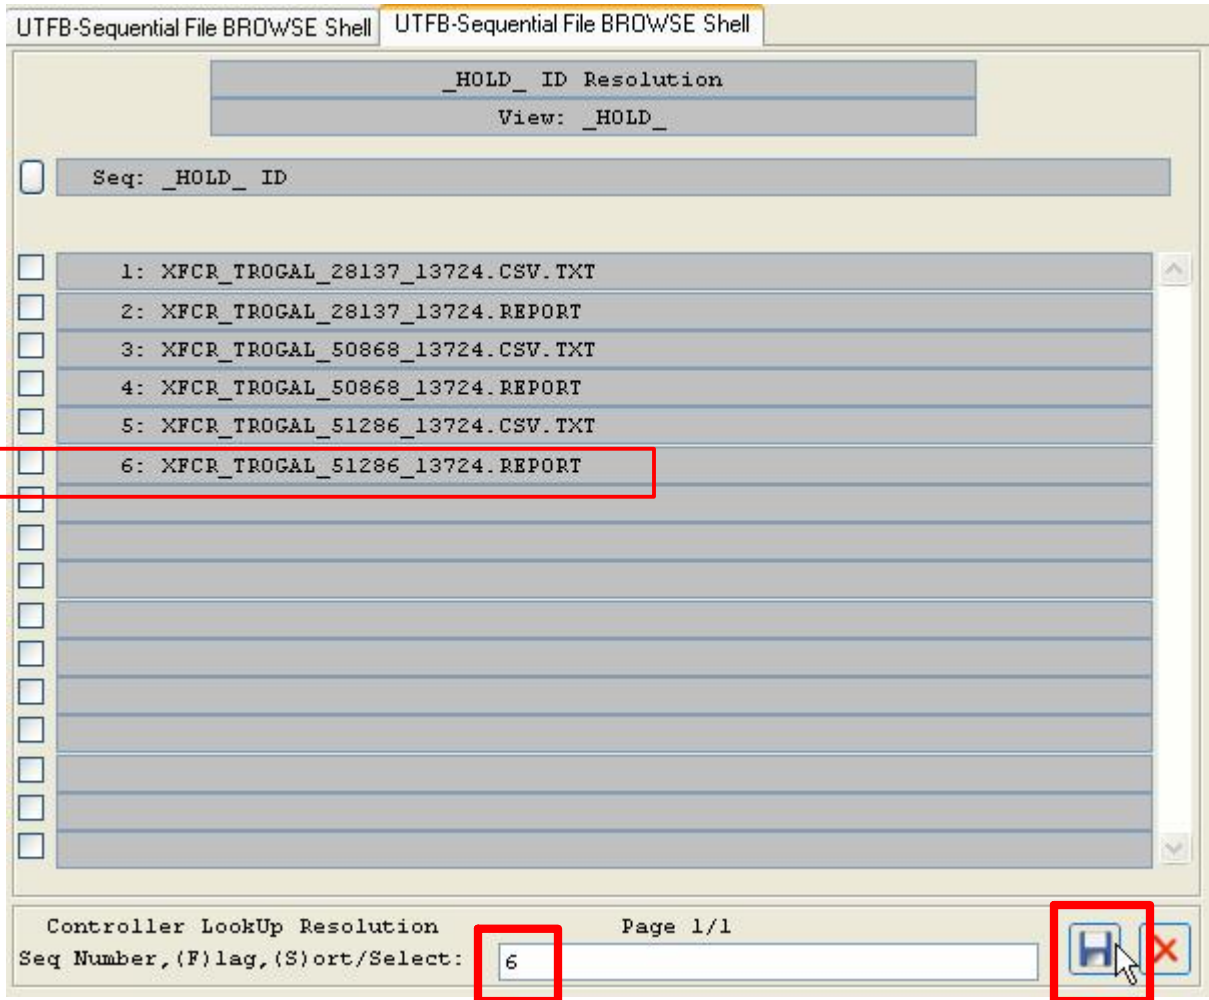 UTFB-Sequential File BROWSE Shell UTFB-Sequential File BROWSE Shell
_HOLD_ ID Resolution
View: _HOLD_
Seq: _HOLD_ ID
1: XFCR_TROGAL_28137_13724.CSV.TXT
2: XFCR_TROGAL_28137_13724.REPORT
3: XFCR_TROGAL_50868_13724.CSV.TXT
4: XFCR_TROGAL_50868_13724.REPORT
5: XFCR_TROGAL_51286_13724.CSV.TXT
6: XFCR_TROGAL_51286_13724.REPORT
Controller LookUp Resolution Page 1/1
Seq Number,(F)lag,(S)ort/Select: 6